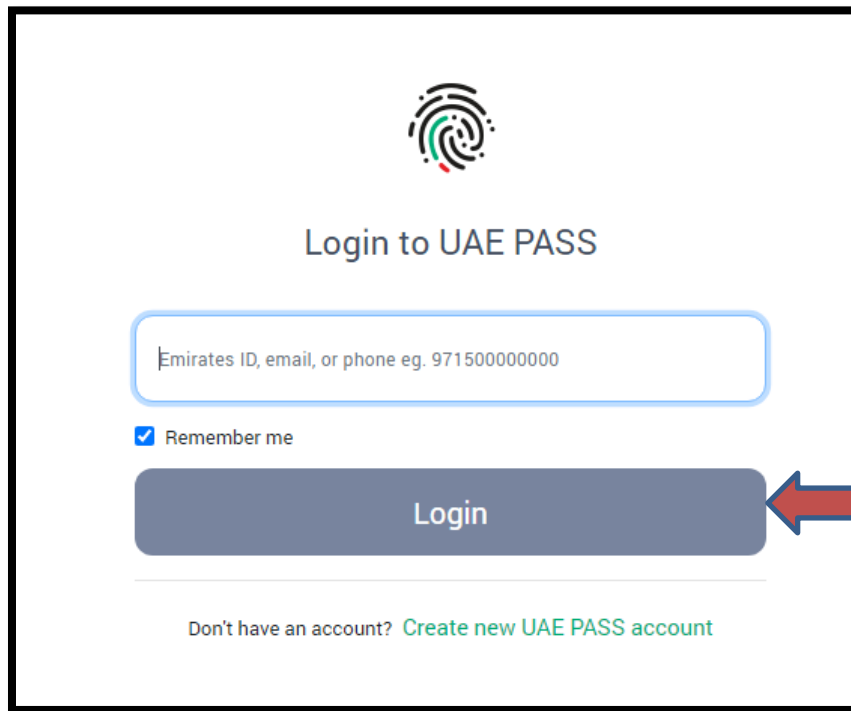 Login to UAE PASS
Emirates ID, email, or phone eg. 971500000000
Remember me
Login
Don't have an account? Create new UAE PASS account